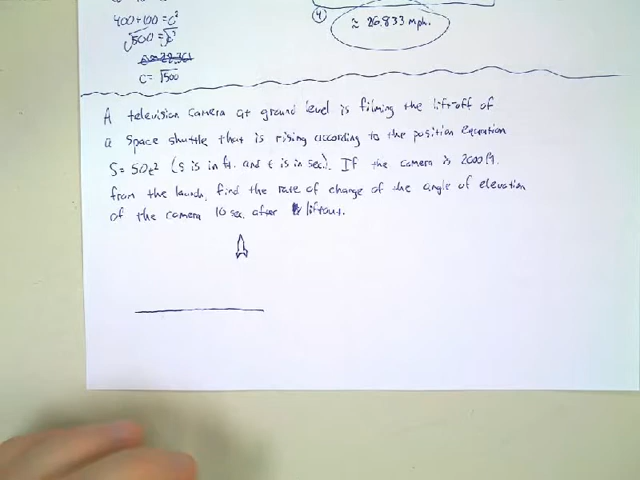 400+100=c²
√500=√c²
c=√500
④
≈ 20.833 mph.
A television camera at ground level is filming the liftoff of
a space shuttle that is rising according to the position equation
S=50t² (s is in ft. and t is in sec.). If the camera is 2000 ft.
from the launch, find the rate of change of the angle of elevation
of the camera 10 sec. after liftout.